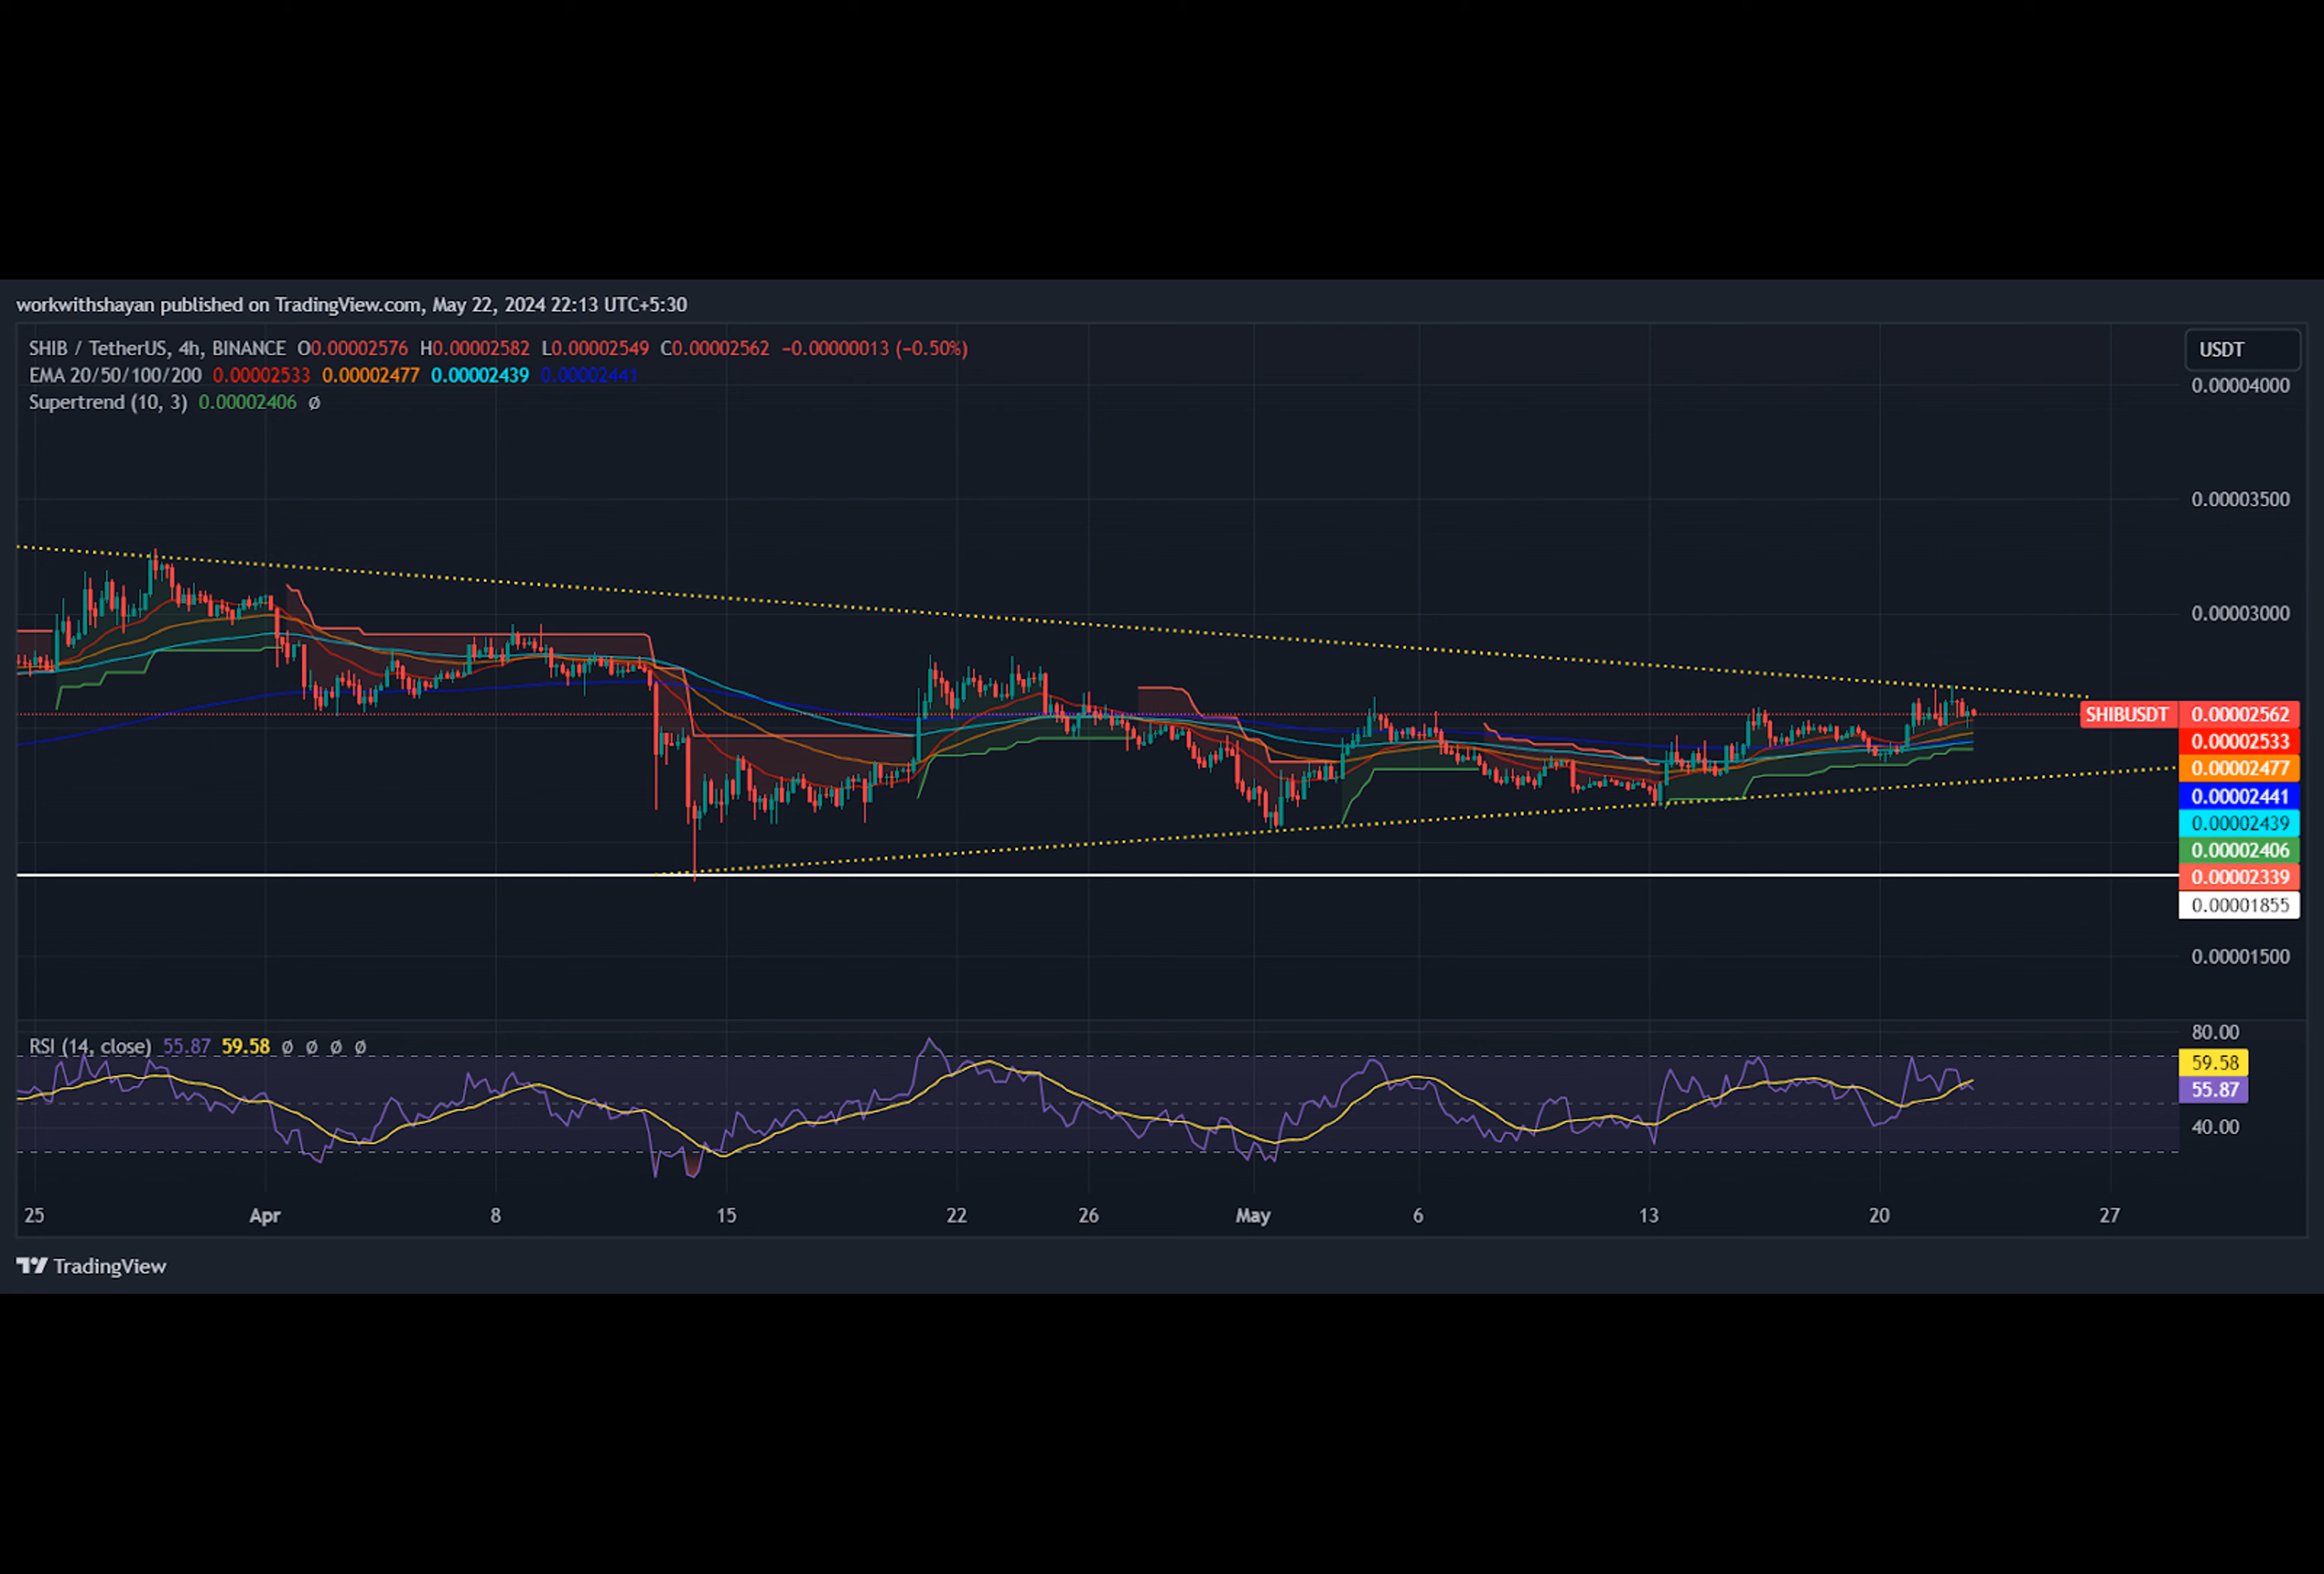 workwithshayan published on TradingView.com, May 22, 2024 22:13 UTC+5:30
SHIB / TetherUS, 4h, BINANCE O0.00002576 H0.00002582 L0.00002549 C0.00002562 −0.00000013 (−0.50%)
EMA 20/50/100/200 0.00002533 0.00002477 0.00002439 0.00002441
Supertrend (10, 3) 0.00002406 ∅
USDT
0.00004000
0.00003500
0.00003000
SHIBUSDT 0.00002562
0.00002533
0.00002477
0.00002441
0.00002439
0.00002406
0.00002339
0.00001855
0.00001500
RSI (14, close) 55.87 59.58 ∅ ∅ ∅ ∅
80.00
59.58
55.87
40.00
25 Apr 8 15 22 26 May 6 13 20 27
TradingView